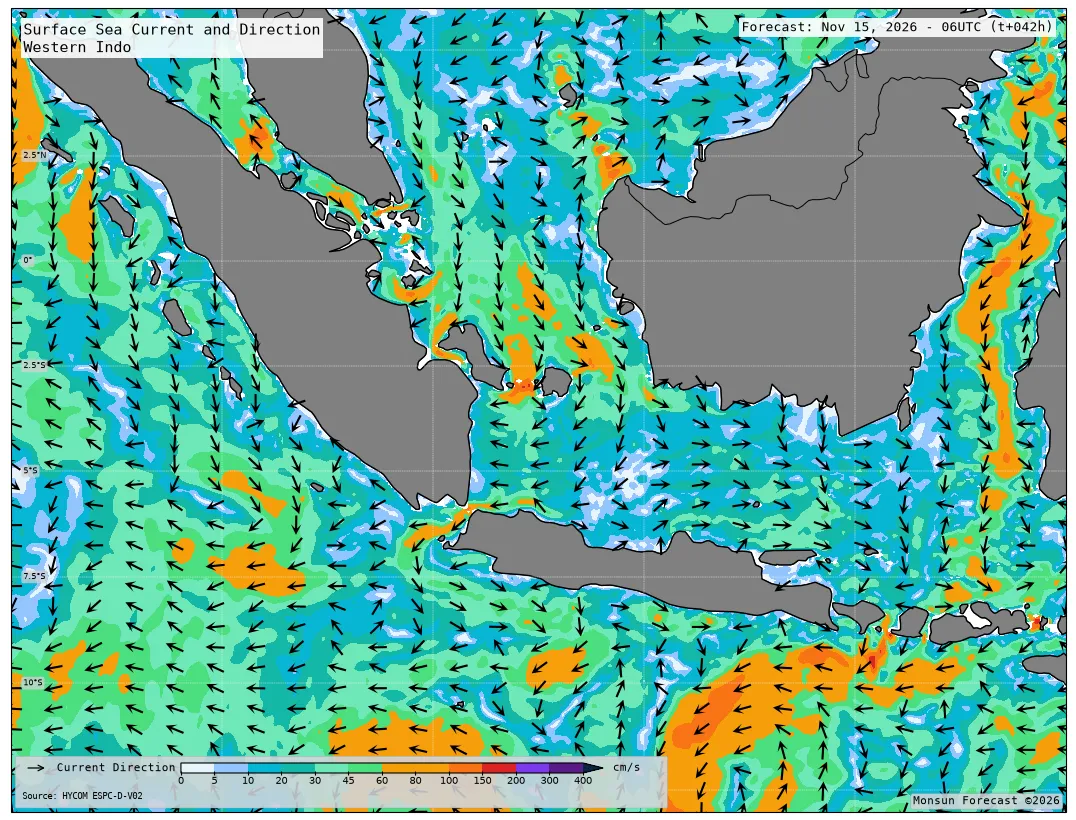 Surface Sea Current and Direction
Western Indo
Forecast: Nov 15, 2026 - 06UTC (t+042h)
2.5°N
0°
2.5°S
5°S
7.5°S
10°S
Current Direction
cm/s
0 5 10 20 30 45 60 80 100 150 200 300 400
Source: HYCOM ESPC-D-V02
Monsun Forecast ©2026